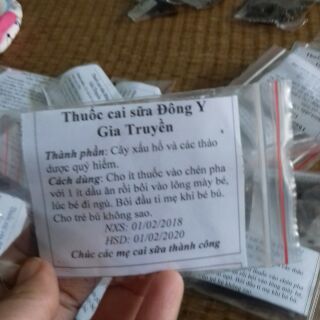 Thuốc cai sữa Đông Y
Gia Truyền
Thành phần: Cây xấu hổ và các thảo
dược quý hiếm.
Cách dùng: Cho ít thuốc vào chén pha
với 1 ít dầu ăn rồi bôi vào lông mày bé,
lúc bé đi ngủ. Bôi đầu ti mẹ khi bé bú.
Cho trẻ bú không sao.
NXS: 01/02/2018
HSD: 01/02/2020
Chúc các mẹ cai sữa thành công